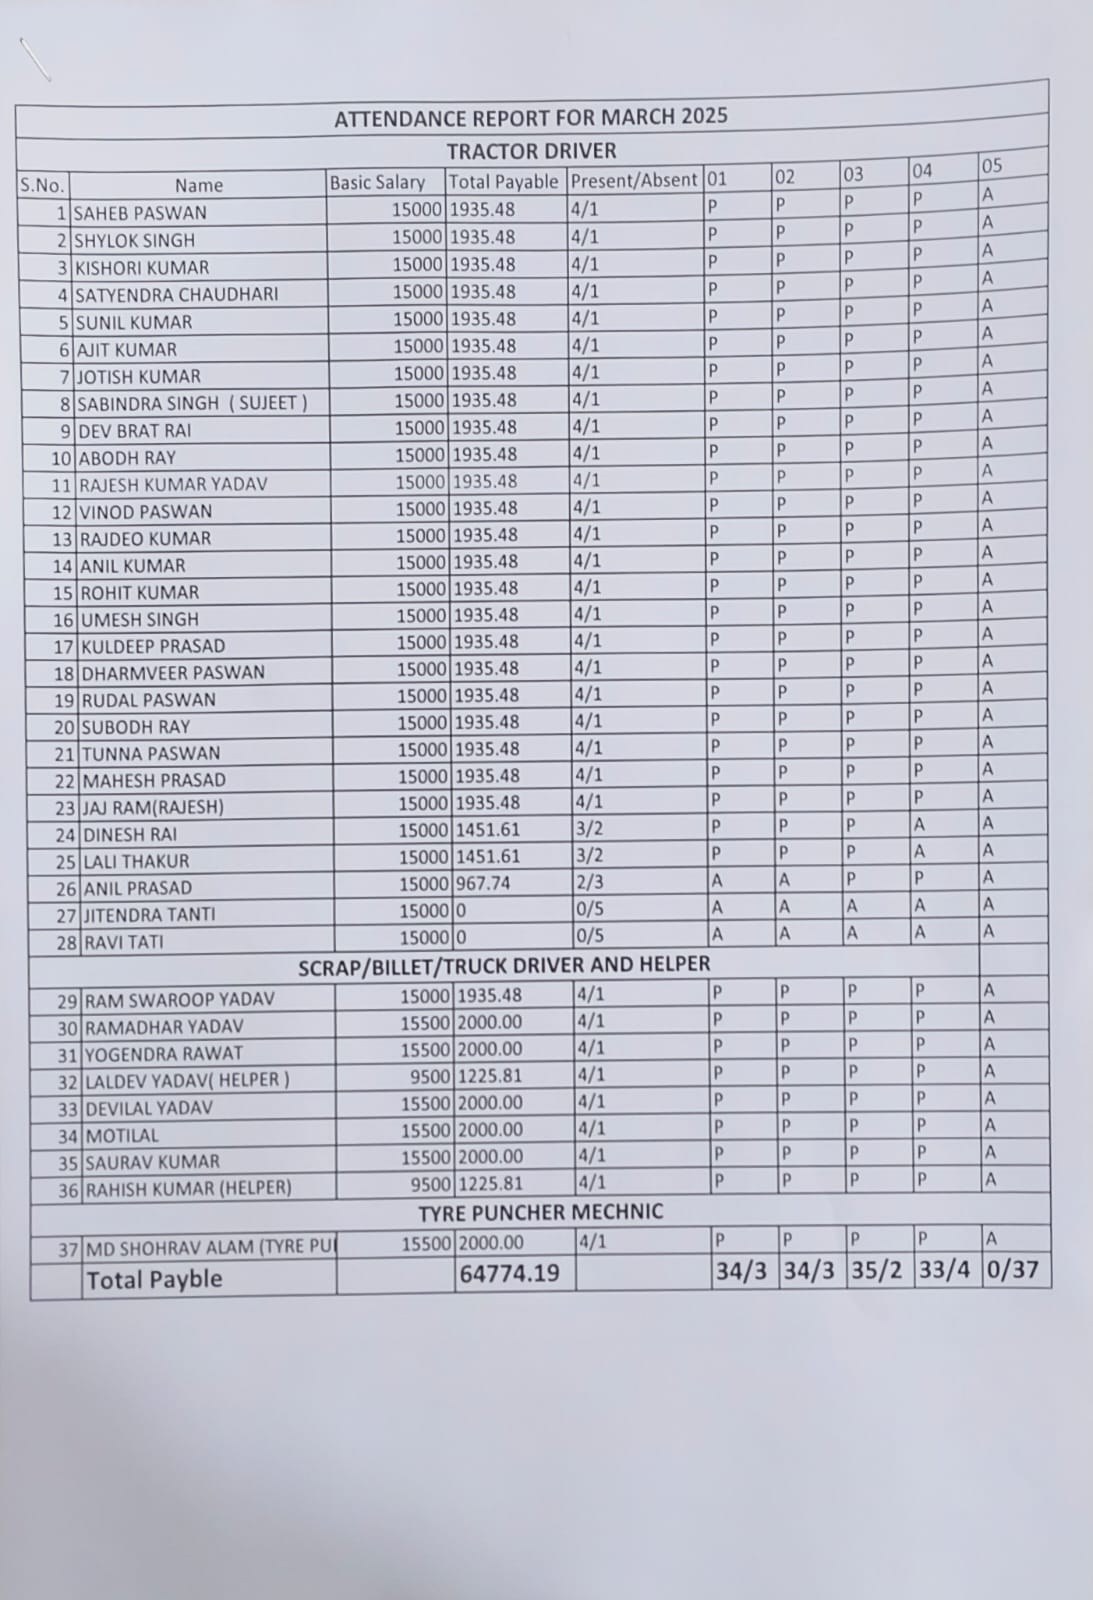 ATTENDANCE REPORT FOR MARCH 2025
TRACTOR DRIVER
S.No. Name Basic Salary Total Payable Present/Absent 01 02 03 04 05
1 SAHEB PASWAN 15000 1935.48 4/1 P P P P A
2 SHYLOK SINGH 15000 1935.48 4/1 P P P P A
3 KISHORI KUMAR 15000 1935.48 4/1 P P P P A
4 SATYENDRA CHAUDHARI 15000 1935.48 4/1 P P P P A
5 SUNIL KUMAR 15000 1935.48 4/1 P P P P A
6 AJIT KUMAR 15000 1935.48 4/1 P P P P A
7 JOTISH KUMAR 15000 1935.48 4/1 P P P P A
8 SABINDRA SINGH ( SUJEET ) 15000 1935.48 4/1 P P P P A
9 DEV BRAT RAI 15000 1935.48 4/1 P P P P A
10 ABODH RAY 15000 1935.48 4/1 P P P P A
11 RAJESH KUMAR YADAV 15000 1935.48 4/1 P P P P A
12 VINOD PASWAN 15000 1935.48 4/1 P P P P A
13 RAJDEO KUMAR 15000 1935.48 4/1 P P P P A
14 ANIL KUMAR 15000 1935.48 4/1 P P P P A
15 ROHIT KUMAR 15000 1935.48 4/1 P P P P A
16 UMESH SINGH 15000 1935.48 4/1 P P P P A
17 KULDEEP PRASAD 15000 1935.48 4/1 P P P P A
18 DHARMVEER PASWAN 15000 1935.48 4/1 P P P P A
19 RUDAL PASWAN 15000 1935.48 4/1 P P P P A
20 SUBODH RAY 15000 1935.48 4/1 P P P P A
21 TUNNA PASWAN 15000 1935.48 4/1 P P P P A
22 MAHESH PRASAD 15000 1935.48 4/1 P P P P A
23 JAJ RAM(RAJESH) 15000 1935.48 4/1 P P P P A
24 DINESH RAI 15000 1451.61 3/2 P P P A A
25 LALI THAKUR 15000 1451.61 3/2 P P P A A
26 ANIL PRASAD 15000 967.74 2/3 A A P P A
27 JITENDRA TANTI 15000 0 0/5 A A A A A
28 RAVI TATI 15000 0 0/5 A A A A A
SCRAP/BILLET/TRUCK DRIVER AND HELPER
29 RAM SWAROOP YADAV 15000 1935.48 4/1 P P P P A
30 RAMADHAR YADAV 15500 2000.00 4/1 P P P P A
31 YOGENDRA RAWAT 15500 2000.00 4/1 P P P P A
32 LALDEV YADAV( HELPER ) 9500 1225.81 4/1 P P P P A
33 DEVILAL YADAV 15500 2000.00 4/1 P P P P A
34 MOTILAL 15500 2000.00 4/1 P P P P A
35 SAURAV KUMAR 15500 2000.00 4/1 P P P P A
36 RAHISH KUMAR (HELPER) 9500 1225.81 4/1 P P P P A
TYRE PUNCHER MECHNIC
37 MD SHOHRAV ALAM (TYRE PU 15500 2000.00 4/1 P P P P A
Total Payble 64774.19 34/3 34/3 35/2 33/4 0/37